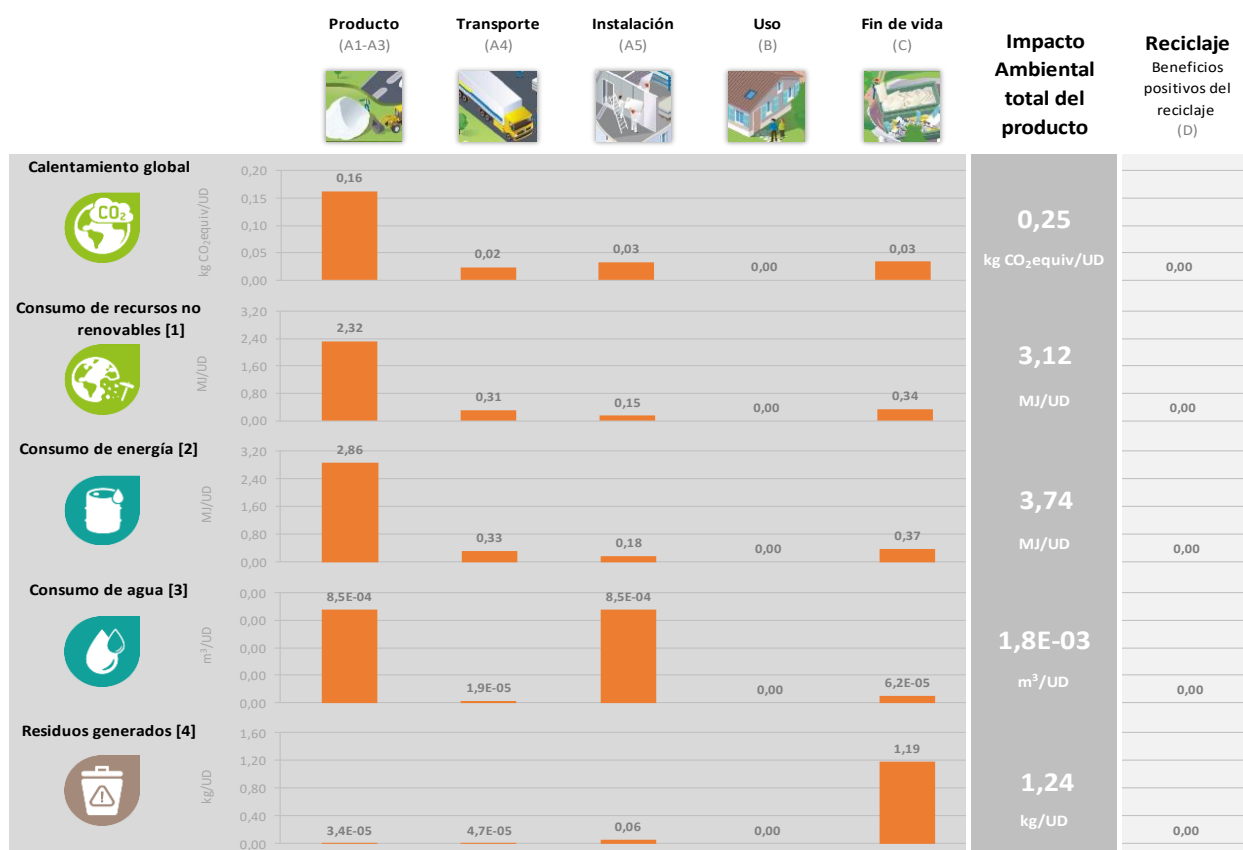 Producto
(A1-A3)
Transporte
(A4)
Instalación
(A5)
Uso
(B)
Fin de vida
(C)
Impacto
Ambiental
total del
producto
Reciclaje
Beneficios
positivos del
reciclaje
(D)
Calentamiento global
CO₂
kg CO₂equiv/UD
0,20
0,15
0,10
0,05
0,00
0,16
0,02
0,03
0,00
0,03
0,25
kg CO₂equiv/UD
0,00
Consumo de recursos no
renovables [1]
MJ/UD
3,20
2,40
1,60
0,80
0,00
2,32
0,31
0,15
0,00
0,34
3,12
MJ/UD
0,00
Consumo de energía [2]
MJ/UD
3,20
2,40
1,60
0,80
0,00
2,86
0,33
0,18
0,00
0,37
3,74
MJ/UD
0,00
Consumo de agua [3]
m³/UD
0,00
0,00
0,00
0,00
0,00
8,5E-04
1,9E-05
8,5E-04
0,00
6,2E-05
1,8E-03
m³/UD
0,00
Residuos generados [4]
kg/UD
1,60
1,20
0,80
0,40
0,00
3,4E-05
4,7E-05
0,06
0,00
1,19
1,24
kg/UD
0,00